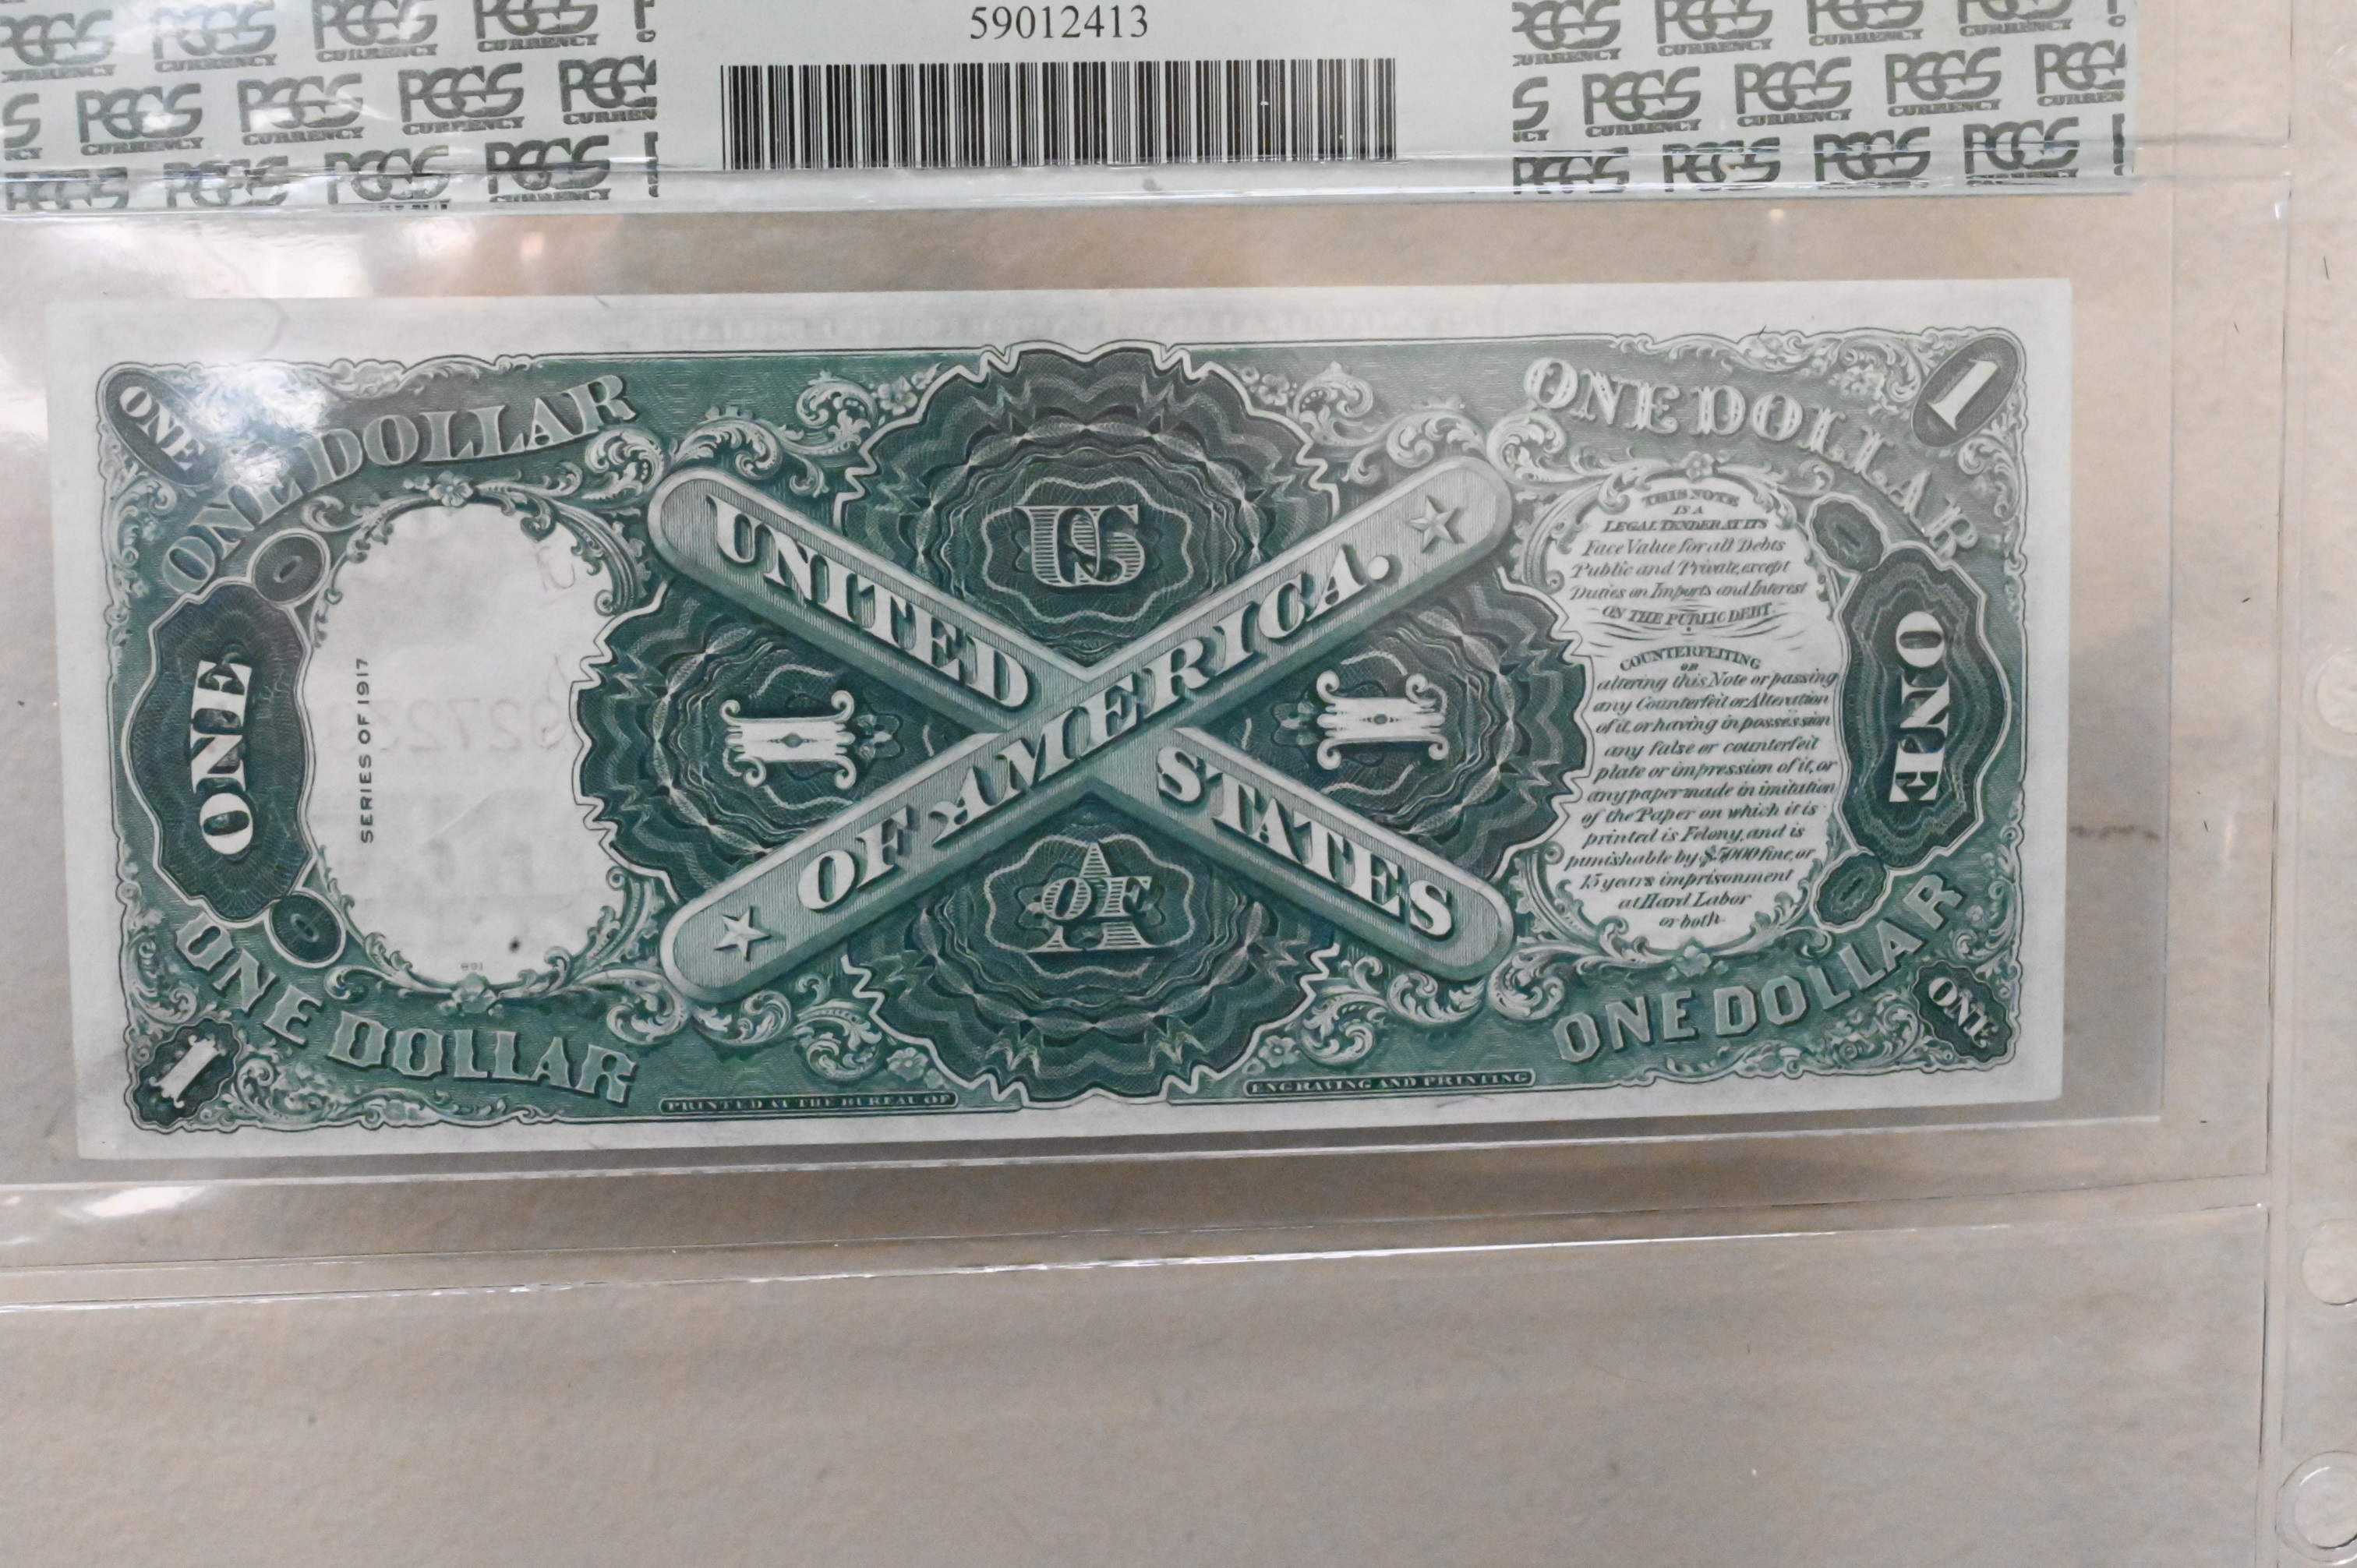 59012413
PCGS CURRENCY
ONE
ONE DOLLAR
ONE DOLLAR
1
US
UNITED STATES
OF AMERICA.
I
I
OF A
ONE
SERIES OF 1917
891
THIS NOTE
IS A
LEGAL TENDER AT ITS
Face Value for all Debts
Public and Private, except
Duties on Imports and Interest
ON THE PUBLIC DEBT.
COUNTERFEITING
OR
altering this Note or passing
any Counterfeit or Alteration
of it, or having in possession
any false or counterfeit
plate or impression of it, or
any paper made in imitation
of the Paper on which it is
printed is Felony, and is
punishable by $5000 fine, or
15 years imprisonment
at Hard Labor
or both.
ONE
ONE DOLLAR
ONE DOLLAR
1
ONE
PRINTED AT THE BUREAU OF
ENGRAVING AND PRINTING